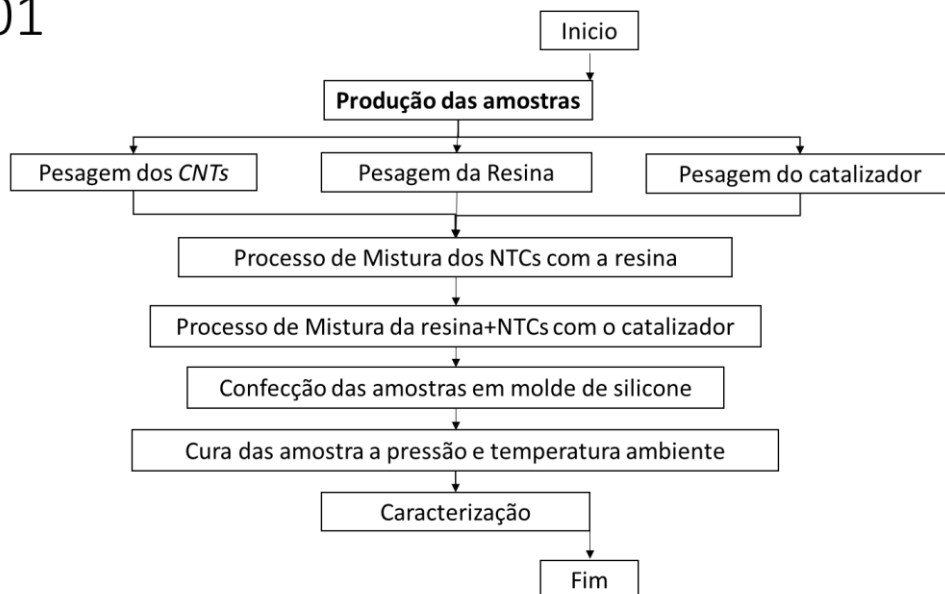 01
Inicio
Produção das amostras
Pesagem dos CNTs
Pesagem da Resina
Pesagem do catalizador
Processo de Mistura dos NTCs com a resina
Processo de Mistura da resina+NTCs com o catalizador
Confecção das amostras em molde de silicone
Cura das amostra a pressão e temperatura ambiente
Caracterização
Fim